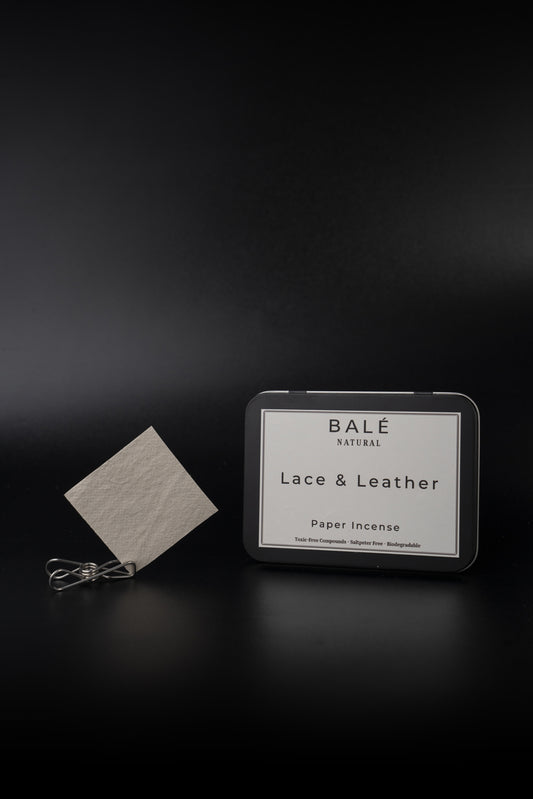 BALÉ
NATURAL
Lace & Leather
Paper Incense
Toxic-Free Compounds · Saltpeter Free · Biodegradable